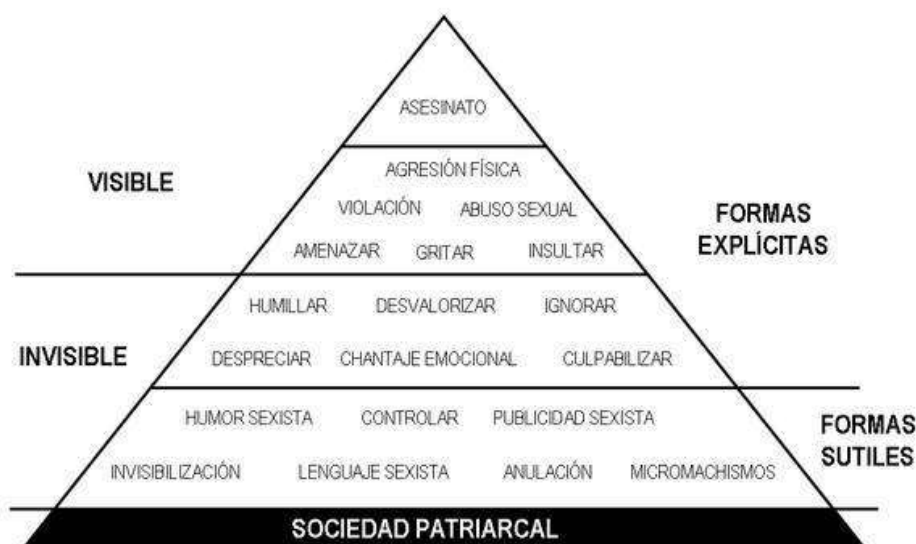 ASESINATO
AGRESIÓN FÍSICA
VISIBLE
VIOLACIÓN ABUSO SEXUAL
FORMAS
EXPLÍCITAS
AMENAZAR GRITAR INSULTAR
HUMILLAR DESVALORIZAR IGNORAR
INVISIBLE
DESPRECIAR CHANTAJE EMOCIONAL CULPABILIZAR
HUMOR SEXISTA CONTROLAR PUBLICIDAD SEXISTA
FORMAS
SUTILES
INVISIBILIZACIÓN LENGUAJE SEXISTA ANULACIÓN MICROMACHISMOS
SOCIEDAD PATRIARCAL